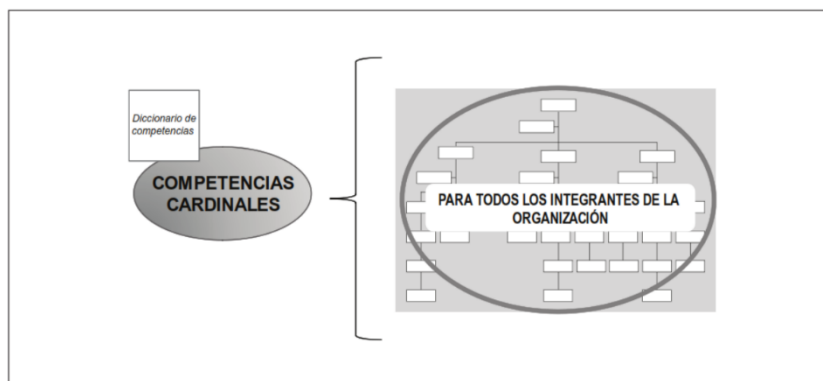 Diccionario de
competencias
COMPETENCIAS
CARDINALES
PARA TODOS LOS INTEGRANTES DE LA
ORGANIZACIÓN